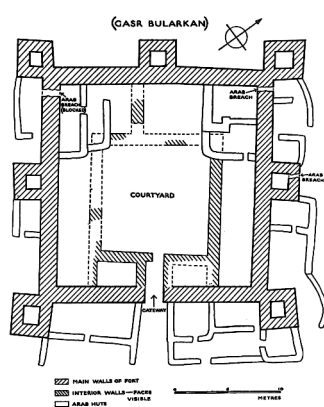 (GASR BULARKAN)
ARAB
BREACH
(BLOCKED)
ARAB
BREACH
ARAB
BREACH
COURTYARD
GATEWAY
MAIN WALLS OF FORT
INTERIOR WALLS—FACES
VISIBLE
ARAB HUTS
METRES